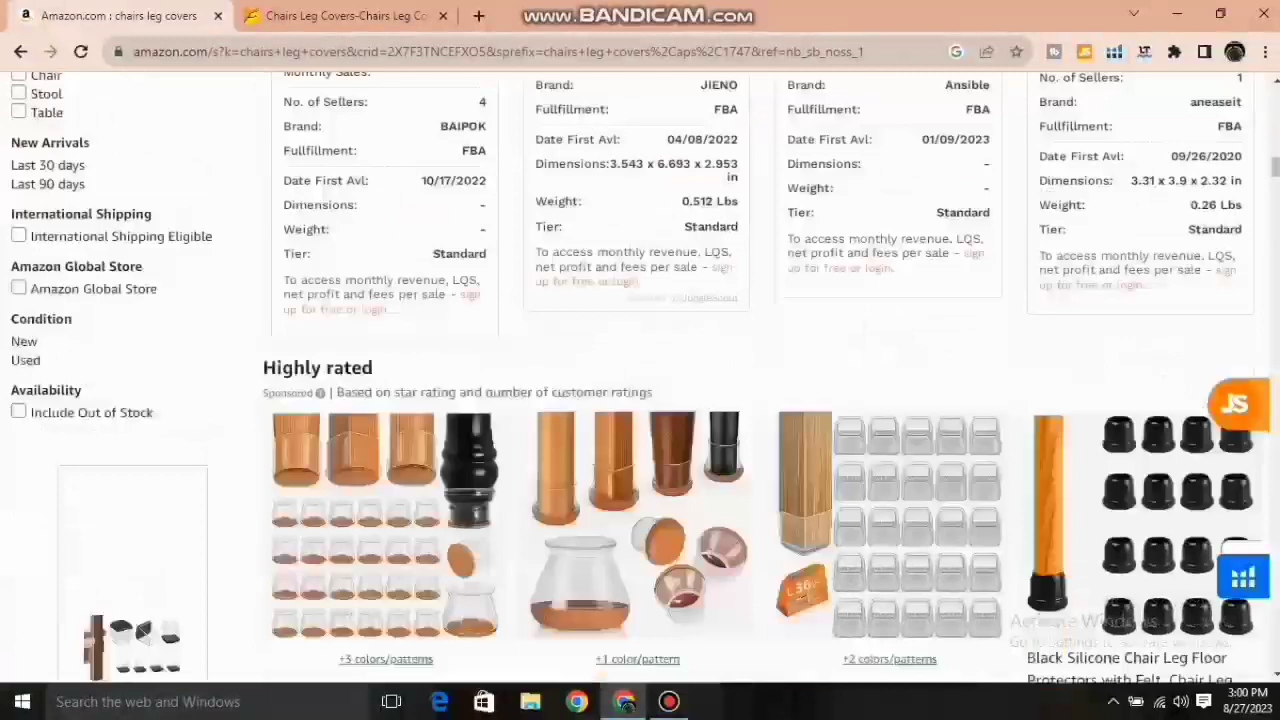 Amazon.com : chairs leg covers
Chairs Leg Covers-Chairs Leg Co
www.BANDICAM.com
amazon.com/s?k=chairs+leg+covers&crid=2X7F3TNCEFXO5&sprefix=chairs+leg+covers%2Caps%2C1747&ref=nb_sb_noss_1
Chair
Stool
Table
New Arrivals
Last 30 days
Last 90 days
International Shipping
International Shipping Eligible
Amazon Global Store
Amazon Global Store
Condition
New
Used
Availability
Include Out of Stock
Monthly Sales:
No. of Sellers: 4
Brand: BAIPOK
Fullfillment: FBA
Date First Avl: 10/17/2022
Dimensions: -
Weight: -
Tier: Standard
To access monthly revenue, LQS,
net profit and fees per sale - sign
up for free or login...
Brand: JIENO
Fullfillment: FBA
Date First Avl: 04/08/2022
Dimensions:3.543 x 6.693 x 2.953
in
Weight: 0.512 Lbs
Tier: Standard
To access monthly revenue, LQS,
net profit and fees per sale - sign
up for free or login.
Brand: Ansible
Fullfillment: FBA
Date First Avl: 01/09/2023
Dimensions: -
Weight: -
Tier: Standard
To access monthly revenue, LQS,
net profit and fees per sale - sign
up for free or login.
No. of Sellers: 1
Brand: aneaseit
Fullfillment: FBA
Date First Avl: 09/26/2020
Dimensions: 3.31 x 3.9 x 2.32 in
Weight: 0.26 Lbs
Tier: Standard
To access monthly revenue, LQS,
net profit and fees per sale - sign
up for free or login...
Highly rated
Sponsored | Based on star rating and number of customer ratings
JS
+3 colors/patterns
+1 color/pattern
+2 colors/patterns
Black Silicone Chair Leg Floor
Protectors with Felt, Chair Leg
Activate Windows
Go to Settings to activate Windows.
Search the web and Windows
3:00 PM
8/27/2023